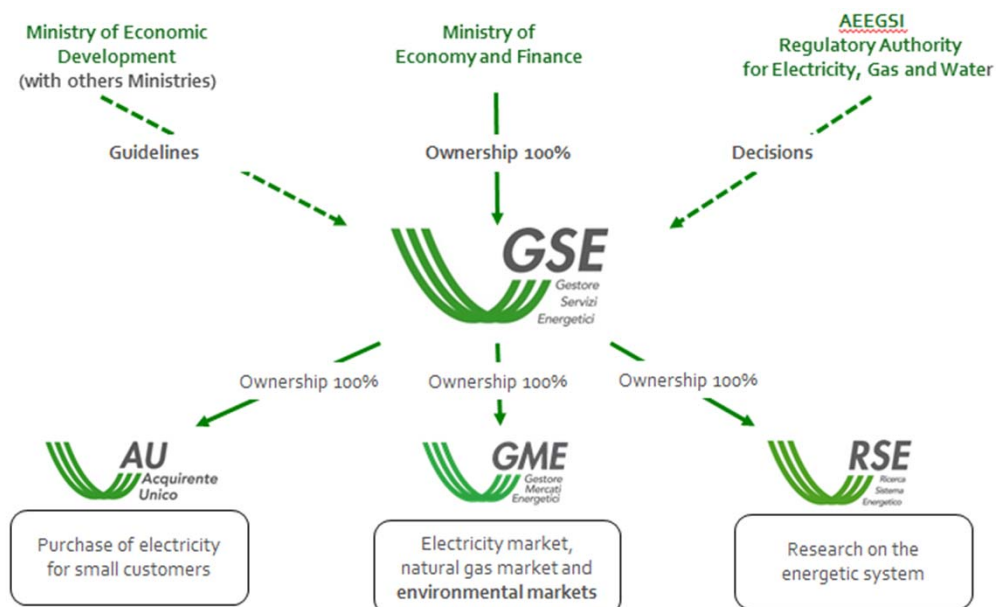 Ministry of Economic
Development
(with others Ministries)
Ministry of
Economy and Finance
AEEGSI
Regulatory Authority
for Electricity, Gas and Water
Guidelines
Ownership 100%
Decisions
GSE
Gestore
Servizi
Energetici
Ownership 100%
Ownership 100%
Ownership 100%
AU
Acquirente
Unico
GME
Gestore
Mercati
Energetici
RSE
Ricerca
Sistema
Energetico
Purchase of electricity
for small customers
Electricity market,
natural gas market and
environmental markets
Research on the
energetic system